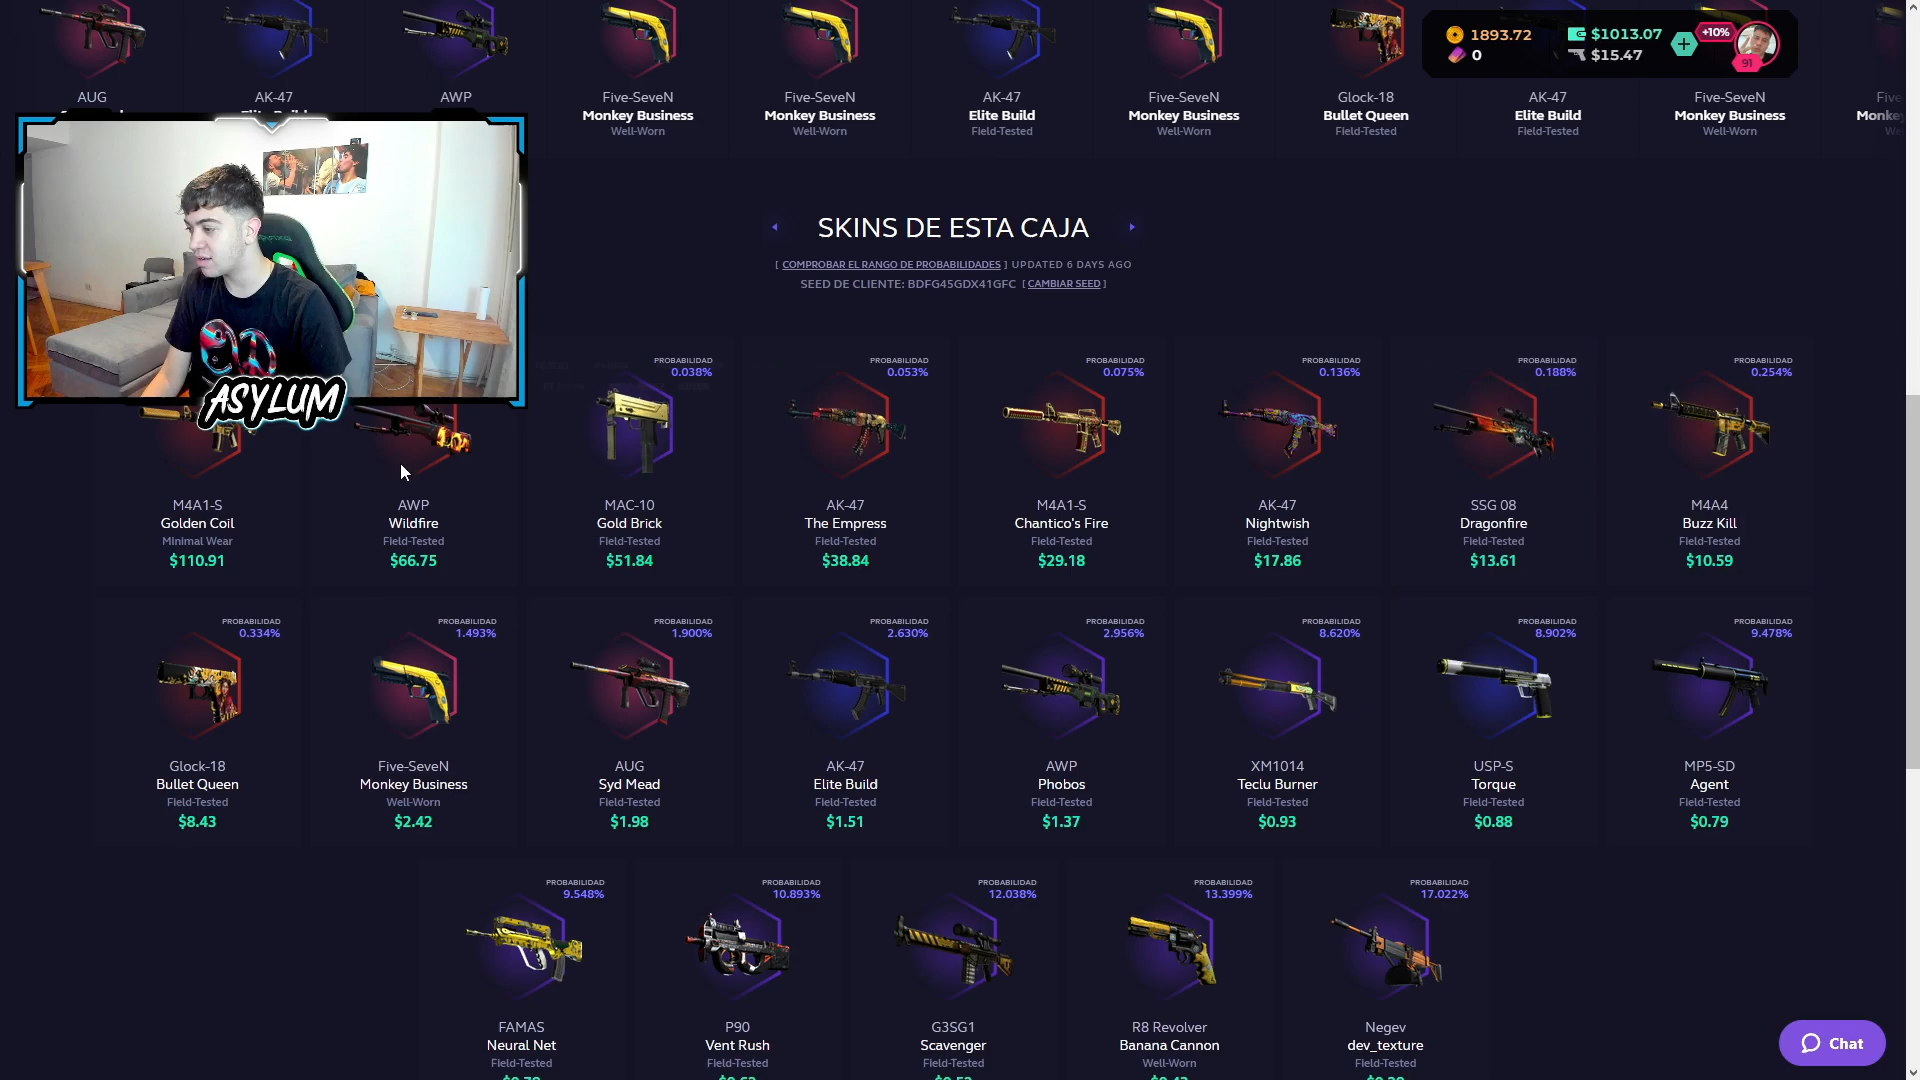 1893.72
$1013.07
+10%
0
$15.47
91
AUG
AK-47
AWP
Five-SeveN
Five-SeveN
AK-47
Five-SeveN
Glock-18
AK-47
Five-SeveN
Five
Monkey Business
Monkey Business
Elite Build
Monkey Business
Bullet Queen
Elite Build
Monkey Business
Monke
Well-Worn
Well-Worn
Field-Tested
Well-Worn
Field-Tested
Field-Tested
Well-Worn
We
SKINS DE ESTA CAJA
[ COMPROBAR EL RANGO DE PROBABILIDADES ] UPDATED 6 DAYS AGO
SEED DE CLIENTE: BDFG45GDX41GFC [ CAMBIAR SEED ]
ASYLUM
PROBABILIDAD PROBABILIDAD PROBABILIDAD PROBABILIDAD PROBABILIDAD PROBABILIDAD
0.038% 0.053% 0.075% 0.136% 0.188% 0.254%
M4A1-S AWP MAC-10 AK-47 M4A1-S AK-47 SSG 08 M4A4
Golden Coil Wildfire Gold Brick The Empress Chantico's Fire Nightwish Dragonfire Buzz Kill
Minimal Wear Field-Tested Field-Tested Field-Tested Field-Tested Field-Tested Field-Tested Field-Tested
$110.91 $66.75 $51.84 $38.84 $29.18 $17.86 $13.61 $10.59
PROBABILIDAD PROBABILIDAD PROBABILIDAD PROBABILIDAD PROBABILIDAD PROBABILIDAD PROBABILIDAD PROBABILIDAD
0.334% 1.493% 1.900% 2.630% 2.956% 8.620% 8.902% 9.478%
Glock-18 Five-SeveN AUG AK-47 AWP XM1014 USP-S MP5-SD
Bullet Queen Monkey Business Syd Mead Elite Build Phobos Teclu Burner Torque Agent
Field-Tested Well-Worn Field-Tested Field-Tested Field-Tested Field-Tested Field-Tested Field-Tested
$8.43 $2.42 $1.98 $1.51 $1.37 $0.93 $0.88 $0.79
PROBABILIDAD PROBABILIDAD PROBABILIDAD PROBABILIDAD PROBABILIDAD
9.548% 10.893% 12.038% 13.399% 17.022%
FAMAS P90 G3SG1 R8 Revolver Negev
Neural Net Vent Rush Scavenger Banana Cannon dev_texture
Field-Tested Field-Tested Field-Tested Well-Worn Field-Tested
Chat